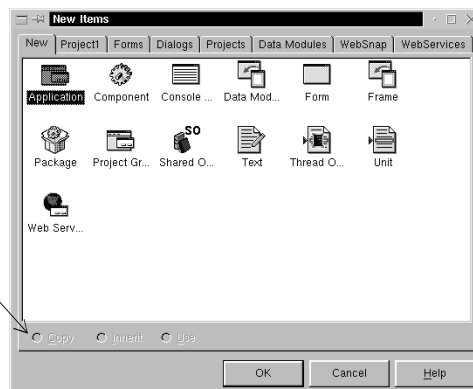 New Items
New Project1 Forms Dialogs Projects Data Modules WebSnap WebServices
Application Component Console ... Data Mod... Form Frame
Package Project Gr... Shared O... Text Thread O... Unit
SO
Web Serv...
Copy Inherit Use
OK Cancel Help